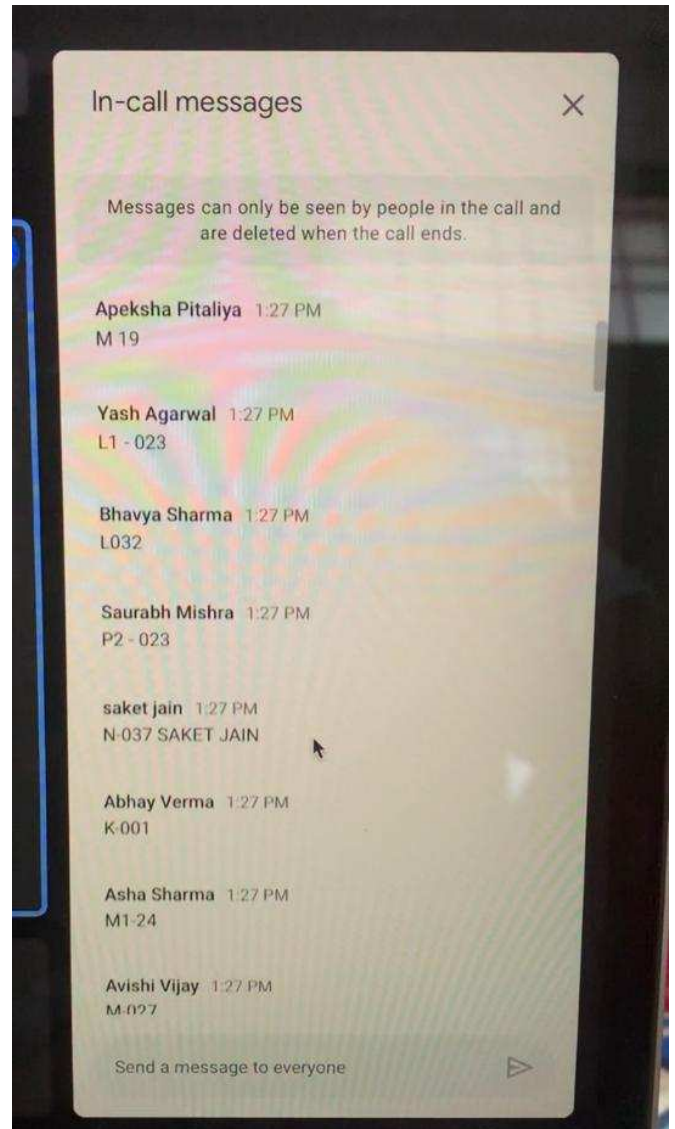 In-call messages
Messages can only be seen by people in the call and
are deleted when the call ends.
Apeksha Pitaliya 1:27 PM
M 19
Yash Agarwal 1:27 PM
L1 - 023
Bhavya Sharma 1:27 PM
L032
Saurabh Mishra 1:27 PM
P2 - 023
saket jain 1:27 PM
N-037 SAKET JAIN
Abhay Verma 1:27 PM
K-001
Asha Sharma 1:27 PM
M1-24
Avishi Vijay 1:27 PM
M-027
Send a message to everyone